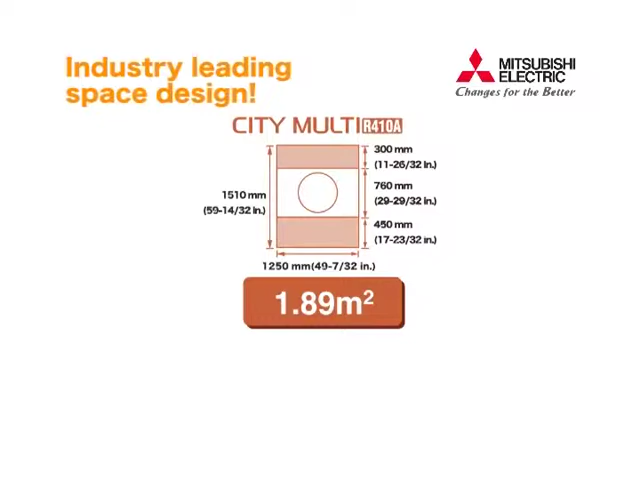 Industry leading
space design!
MITSUBISHI
ELECTRIC
Changes for the Better
CITY MULTI R410A
300 mm
(11-26/32 in.)
1510 mm
(59-14/32 in.)
760 mm
(29-29/32 in.)
450 mm
(17-23/32 in.)
1250 mm(49-7/32 in.)
1.89m²